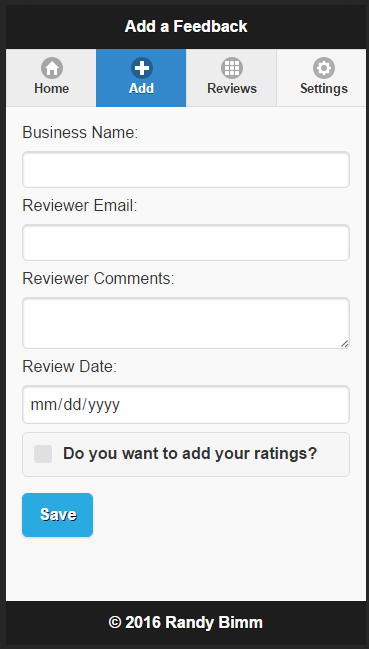 Add a Feedback
Home Add Reviews Settings
Business Name:
Reviewer Email:
Reviewer Comments:
Review Date:
mm/dd/yyyy
Do you want to add your ratings?
Save
© 2016 Randy Bimm